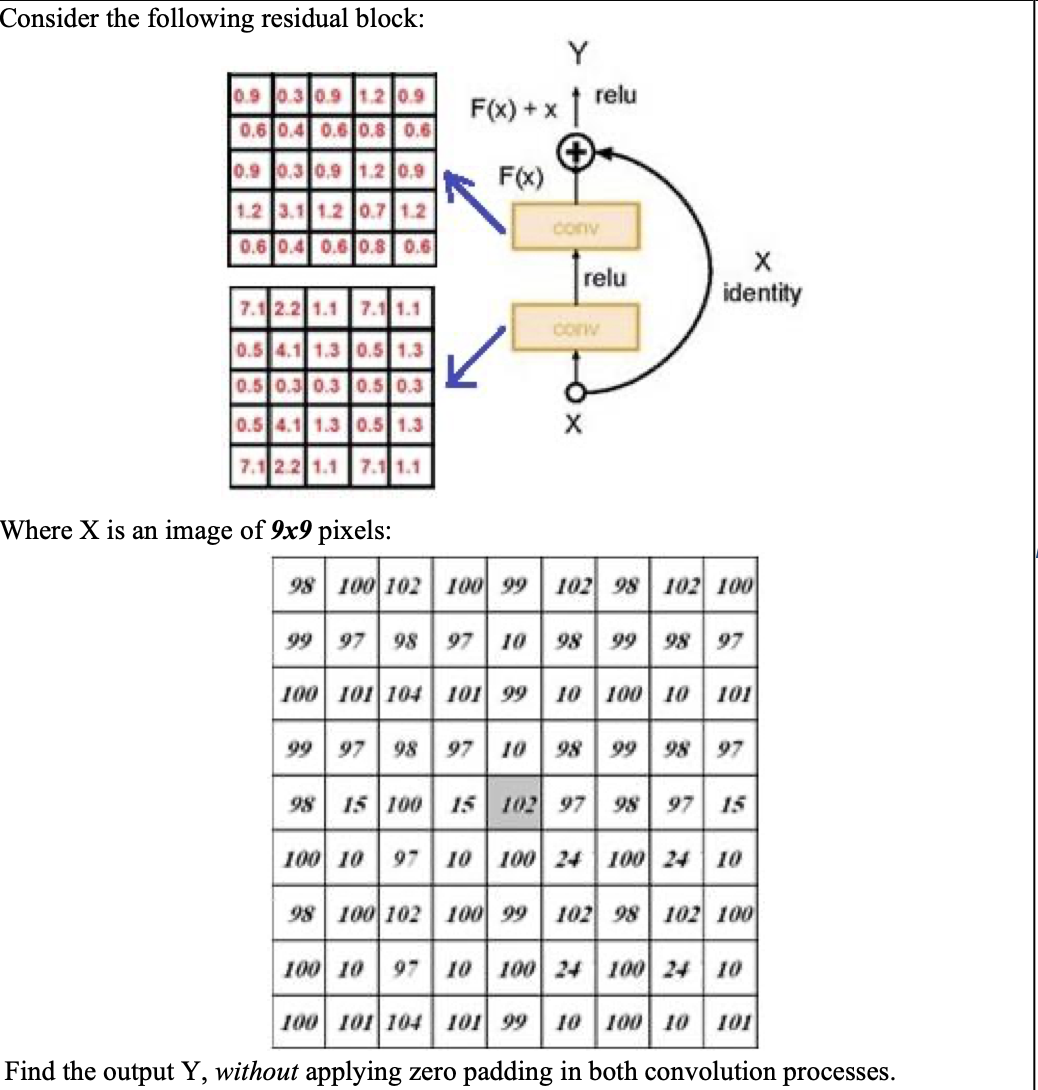 Consider the following residual block:
Y
relu
F(x) + x
F(x)
conv
relu
X
identity
conv
X
0.9 0.3 0.9 1.2 0.9
0.6 0.4 0.6 0.8 0.6
0.9 0.3 0.9 1.2 0.9
1.2 3.1 1.2 0.7 1.2
0.6 0.4 0.6 0.8 0.6
7.1 2.2 1.1 7.1 1.1
0.5 4.1 1.3 0.5 1.3
0.5 0.3 0.3 0.5 0.3
0.5 4.1 1.3 0.5 1.3
7.1 2.2 1.1 7.1 1.1
Where X is an image of 9x9 pixels:
98 100 102 100 99 102 98 102 100
99 97 98 97 10 98 99 98 97
100 101 104 101 99 10 100 10 101
99 97 98 97 10 98 99 98 97
98 15 100 15 102 97 98 97 15
100 10 97 10 100 24 100 24 10
98 100 102 100 99 102 98 102 100
100 10 97 10 100 24 100 24 10
100 101 104 101 99 10 100 10 101
Find the output Y, without applying zero padding in both convolution processes.